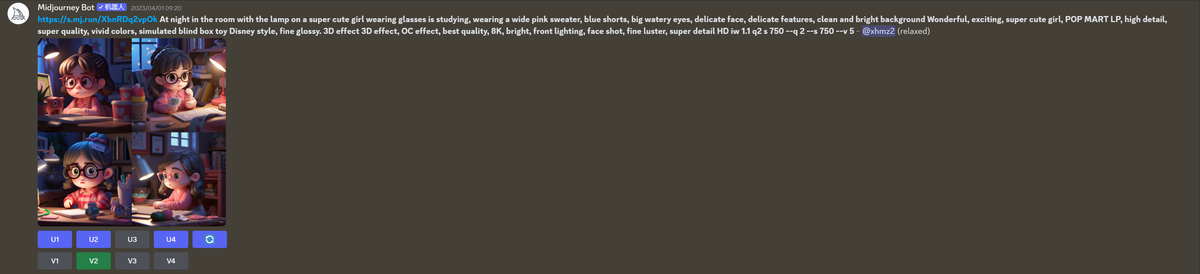 Midjourney Bot ✓机器人 2023/04/01 09:20
https://s.mj.run/XbnRDq2vpOk At night in the room with the lamp on a super cute girl wearing glasses is studying, wearing a wide pink sweater, blue shorts, big watery eyes, delicate face, delicate features, clean and bright background Wonderful, exciting, super cute girl, POP MART LP, high detail,
super quality, vivid colors, simulated blind box toy Disney style, fine glossy. 3D effect 3D effect, OC effect, best quality, 8K, bright, front lighting, face shot, fine luster, super detail HD iw 1.1 q2 s 750 --q 2 --s 750 --v 5 - @xhmz2 (relaxed)
U1 U2 U3 U4
V1 V2 V3 V4